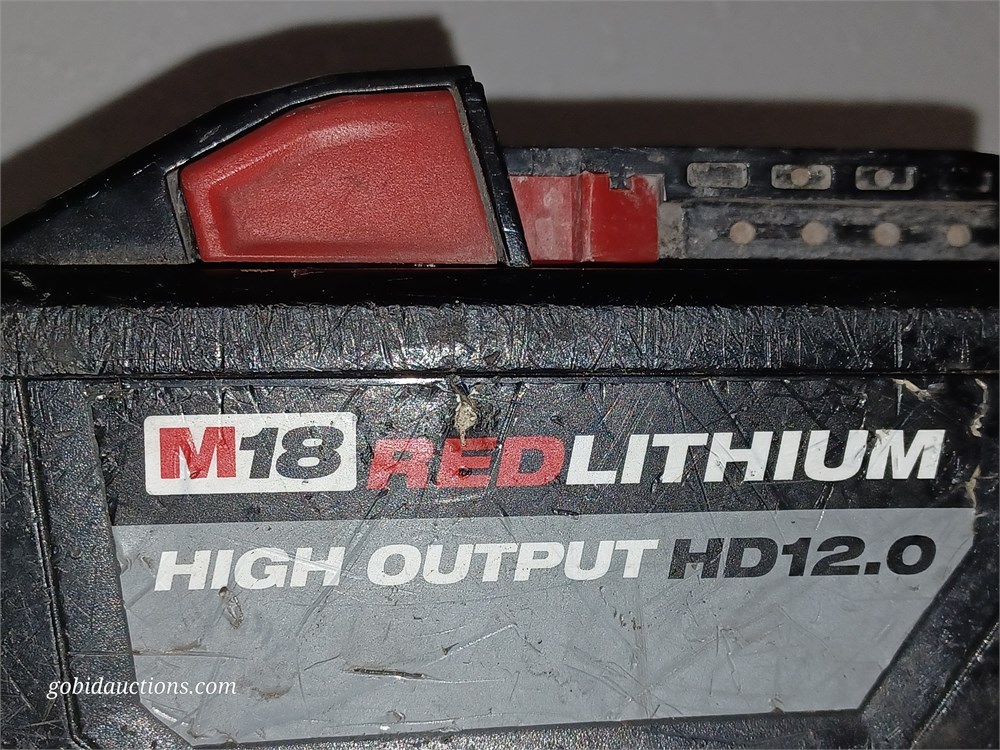 M18 REDLITHIUM
HIGH OUTPUT HD12.0
gobidauctions.com